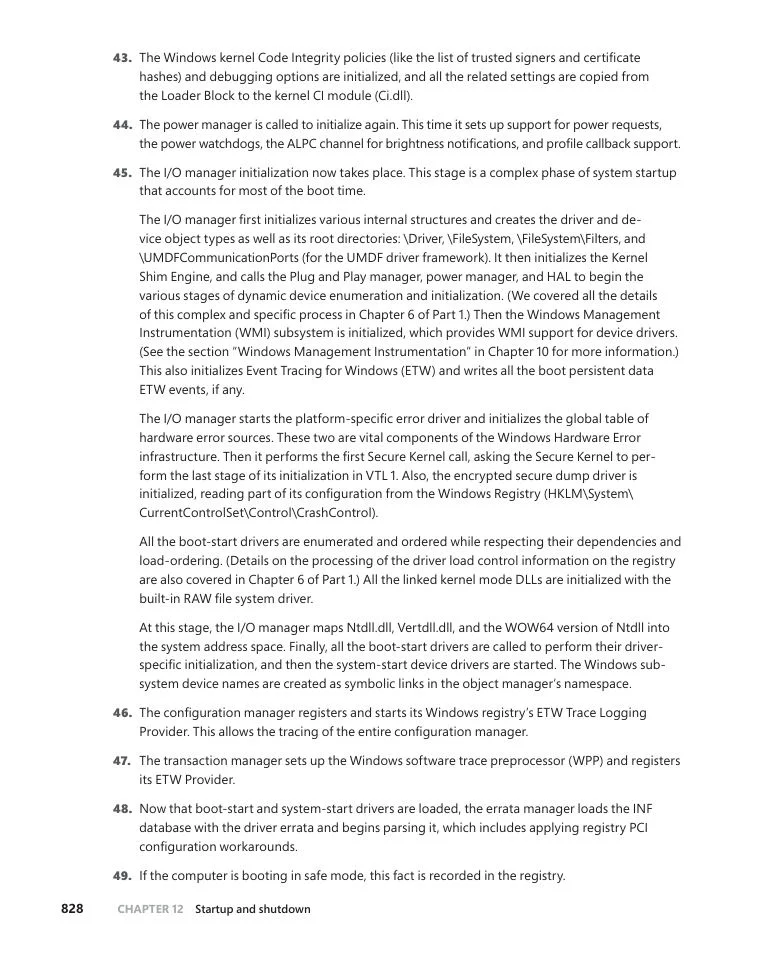 43. The Windows kernel Code Integrity policies (like the list of trusted signers and certificate
hashes) and debugging options are initialized, and all the related settings are copied from
the Loader Block to the kernel CI module (Ci.dll).
44. The power manager is called to initialize again. This time it sets up support for power requests,
the power watchdogs, the ALPC channel for brightness notifications, and profile callback support.
45. The I/O manager initialization now takes place. This stage is a complex phase of system startup
that accounts for most of the boot time.
The I/O manager first initializes various internal structures and creates the driver and de-
vice object types as well as its root directories: \Driver, \FileSystem, \FileSystem\Filters, and
\UMDFCommunicationPorts (for the UMDF driver framework). It then initializes the Kernel
Shim Engine, and calls the Plug and Play manager, power manager, and HAL to begin the
various stages of dynamic device enumeration and initialization. (We covered all the details
of this complex and specific process in Chapter 6 of Part 1.) Then the Windows Management
Instrumentation (WMI) subsystem is initialized, which provides WMI support for device drivers.
(See the section “Windows Management Instrumentation” in Chapter 10 for more information.)
This also initializes Event Tracing for Windows (ETW) and writes all the boot persistent data
ETW events, if any.
The I/O manager starts the platform-specific error driver and initializes the global table of
hardware error sources. These two are vital components of the Windows Hardware Error
infrastructure. Then it performs the first Secure Kernel call, asking the Secure Kernel to per-
form the last stage of its initialization in VTL 1. Also, the encrypted secure dump driver is
initialized, reading part of its configuration from the Windows Registry (HKLM\System\
CurrentControlSet\Control\CrashControl).
All the boot-start drivers are enumerated and ordered while respecting their dependencies and
load-ordering. (Details on the processing of the driver load control information on the registry
are also covered in Chapter 6 of Part 1.) All the linked kernel mode DLLs are initialized with the
built-in RAW file system driver.
At this stage, the I/O manager maps Ntdll.dll, Vertdll.dll, and the WOW64 version of Ntdll into
the system address space. Finally, all the boot-start drivers are called to perform their driver-
specific initialization, and then the system-start device drivers are started. The Windows sub-
system device names are created as symbolic links in the object manager’s namespace.
46. The configuration manager registers and starts its Windows registry’s ETW Trace Logging
Provider. This allows the tracing of the entire configuration manager.
47. The transaction manager sets up the Windows software trace preprocessor (WPP) and registers
its ETW Provider.
48. Now that boot-start and system-start drivers are loaded, the errata manager loads the INF
database with the driver errata and begins parsing it, which includes applying registry PCI
configuration workarounds.
49. If the computer is booting in safe mode, this fact is recorded in the registry.
828 CHAPTER 12 Startup and shutdown